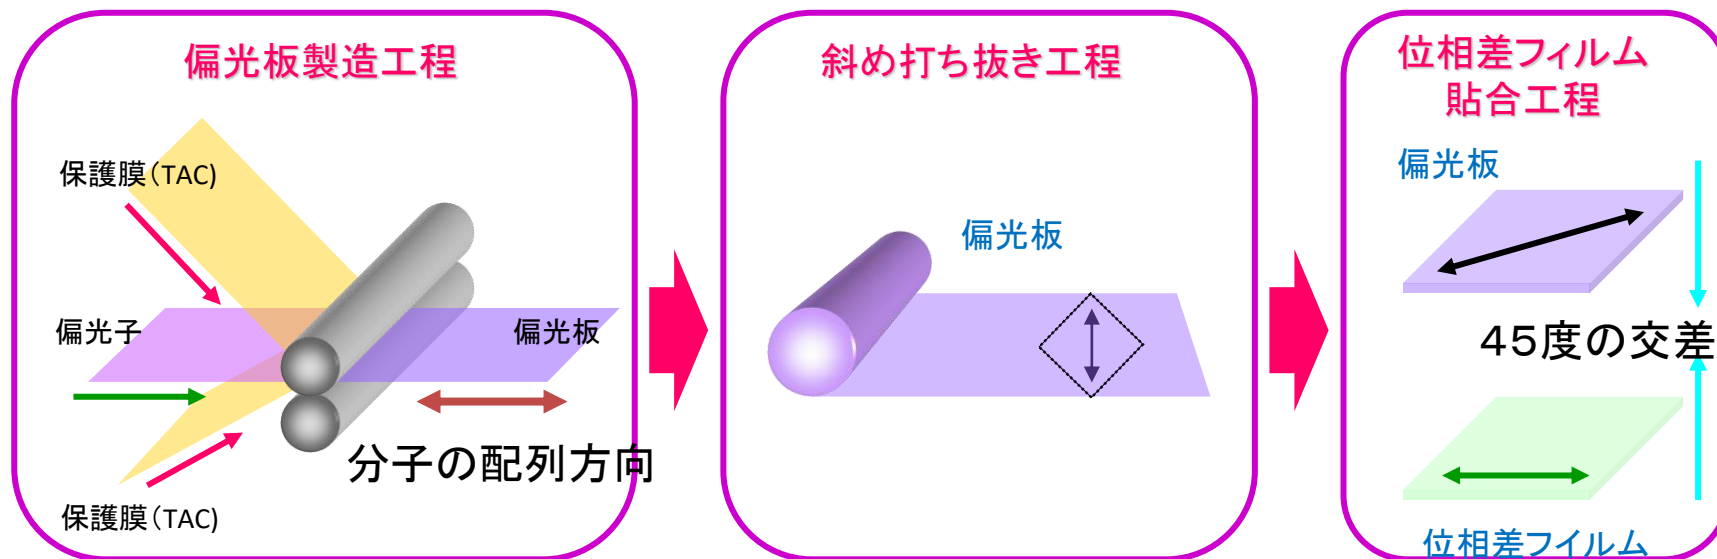 偏光板製造工程
保護膜(TAC)
偏光子
偏光板
分子の配列方向
保護膜(TAC)
斜め打ち抜き工程
偏光板
位相差フィルム
貼合工程
偏光板
45度の交差
位相差フイルム